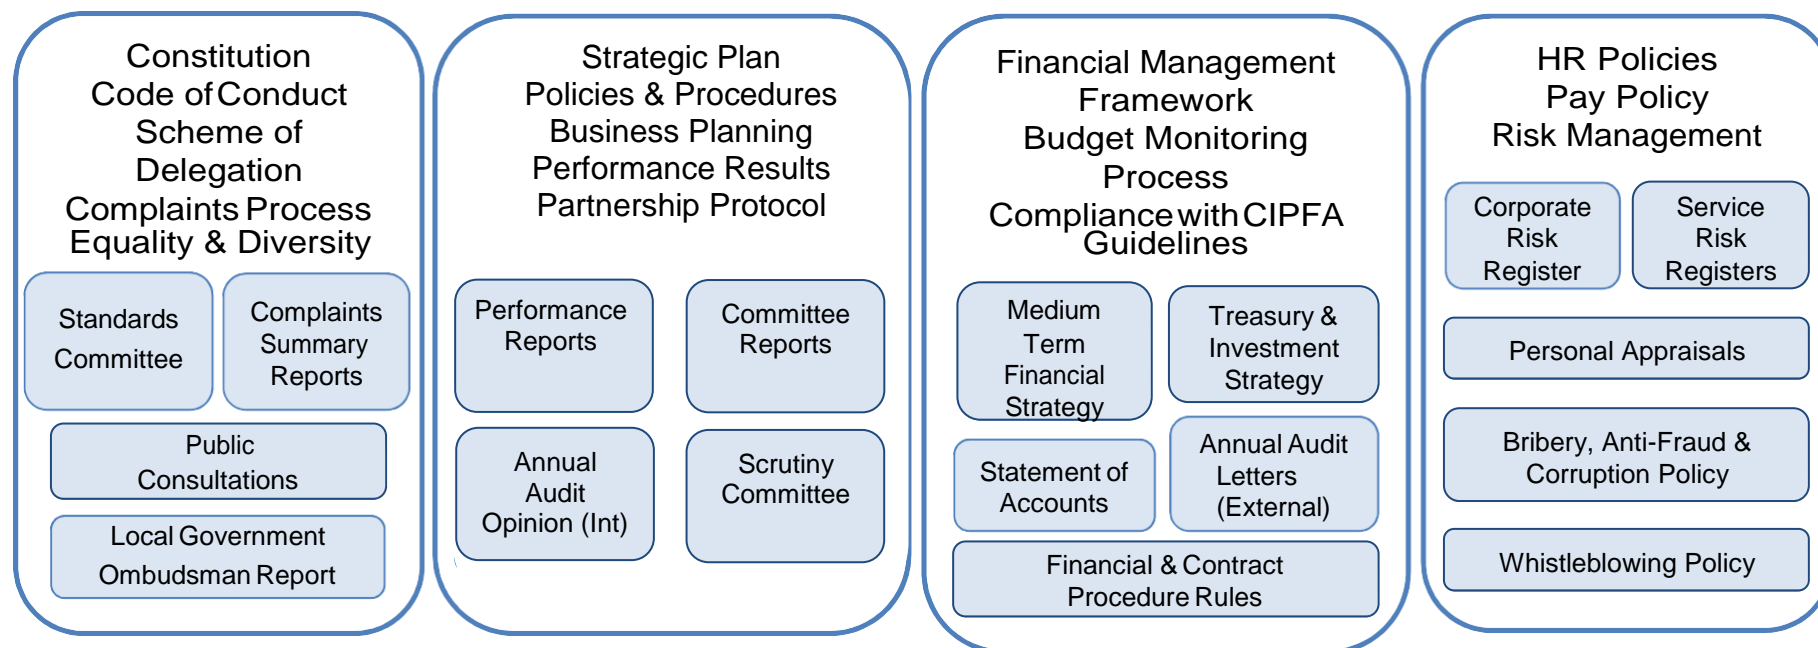 Constitution
Code of Conduct
Scheme of
Delegation
Complaints Process
Equality & Diversity
Standards
Committee
Complaints
Summary
Reports
Public
Consultations
Local Government
Ombudsman Report
Strategic Plan
Policies & Procedures
Business Planning
Performance Results
Partnership Protocol
Performance
Reports
Committee
Reports
Annual
Audit
Opinion (Int)
Scrutiny
Committee
Financial Management
Framework
Budget Monitoring
Process
Compliance with CIPFA
Guidelines
Medium
Term
Financial
Strategy
Treasury &
Investment
Strategy
Statement of
Accounts
Annual Audit
Letters
(External)
Financial & Contract
Procedure Rules
HR Policies
Pay Policy
Risk Management
Corporate
Risk
Register
Service
Risk
Registers
Personal Appraisals
Bribery, Anti-Fraud &
Corruption Policy
Whistleblowing Policy